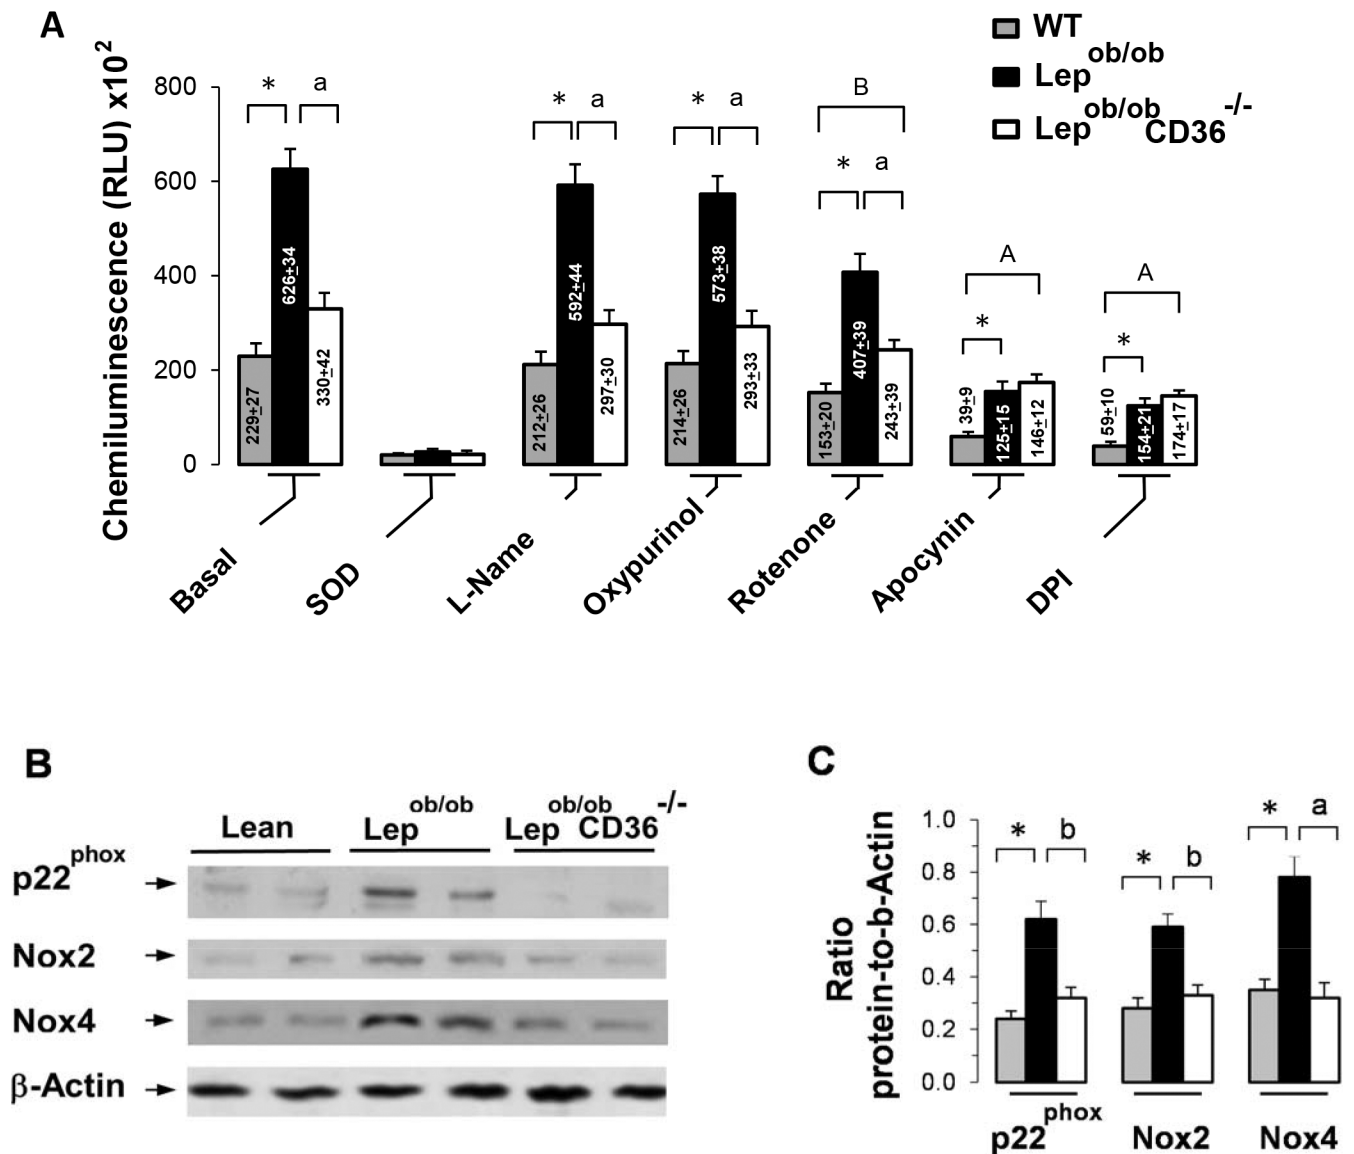 A
WT
Lep ob/ob
Lep ob/ob CD36 -/-
Chemiluminescence (RLU) x10²
800
600
400
200
0
* a
* a
* a
B
* a
A
*
A
*
229±27
626±34
330±42
212±26
592±44
297±30
214±26
573±38
293±33
153±20
407±39
243±39
39±9
125±15
146±12
59±10
154±21
174±17
Basal
SOD
L-Name
Oxypurinol
Rotenone
Apocynin
DPI
B
Lean
Lep ob/ob
Lep ob/ob CD36 -/-
p22 phox
Nox2
Nox4
β-Actin
C
Ratio
protein-to-b-Actin
1.0
0.8
0.6
0.4
0.2
0.0
* b
* b
* a
p22 phox
Nox2
Nox4